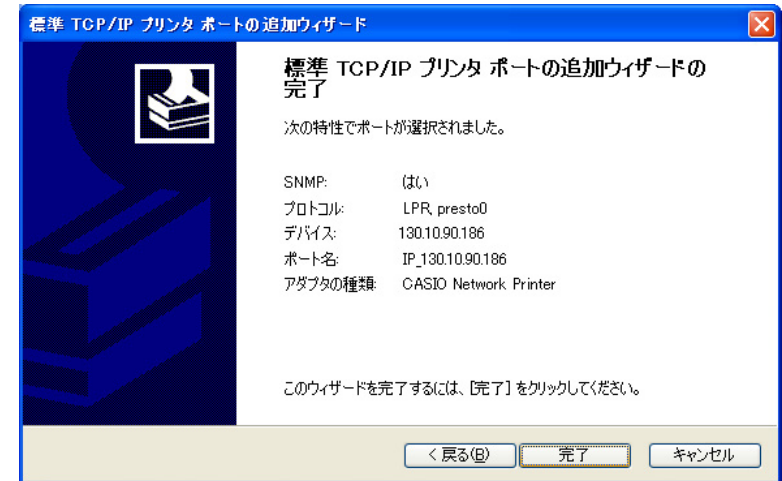 標準 TCP/IP プリンタ ポートの追加ウィザード
標準 TCP/IP プリンタ ポートの追加ウィザードの
完了
次の特性でポートが選択されました。
SNMP: はい
プロトコル: LPR, presto0
デバイス: 130.10.90.186
ポート名: IP_130.10.90.186
アダプタの種類: CASIO Network Printer
このウィザードを完了するには、[完了] をクリックしてください。
< 戻る(B) 完了 キャンセル